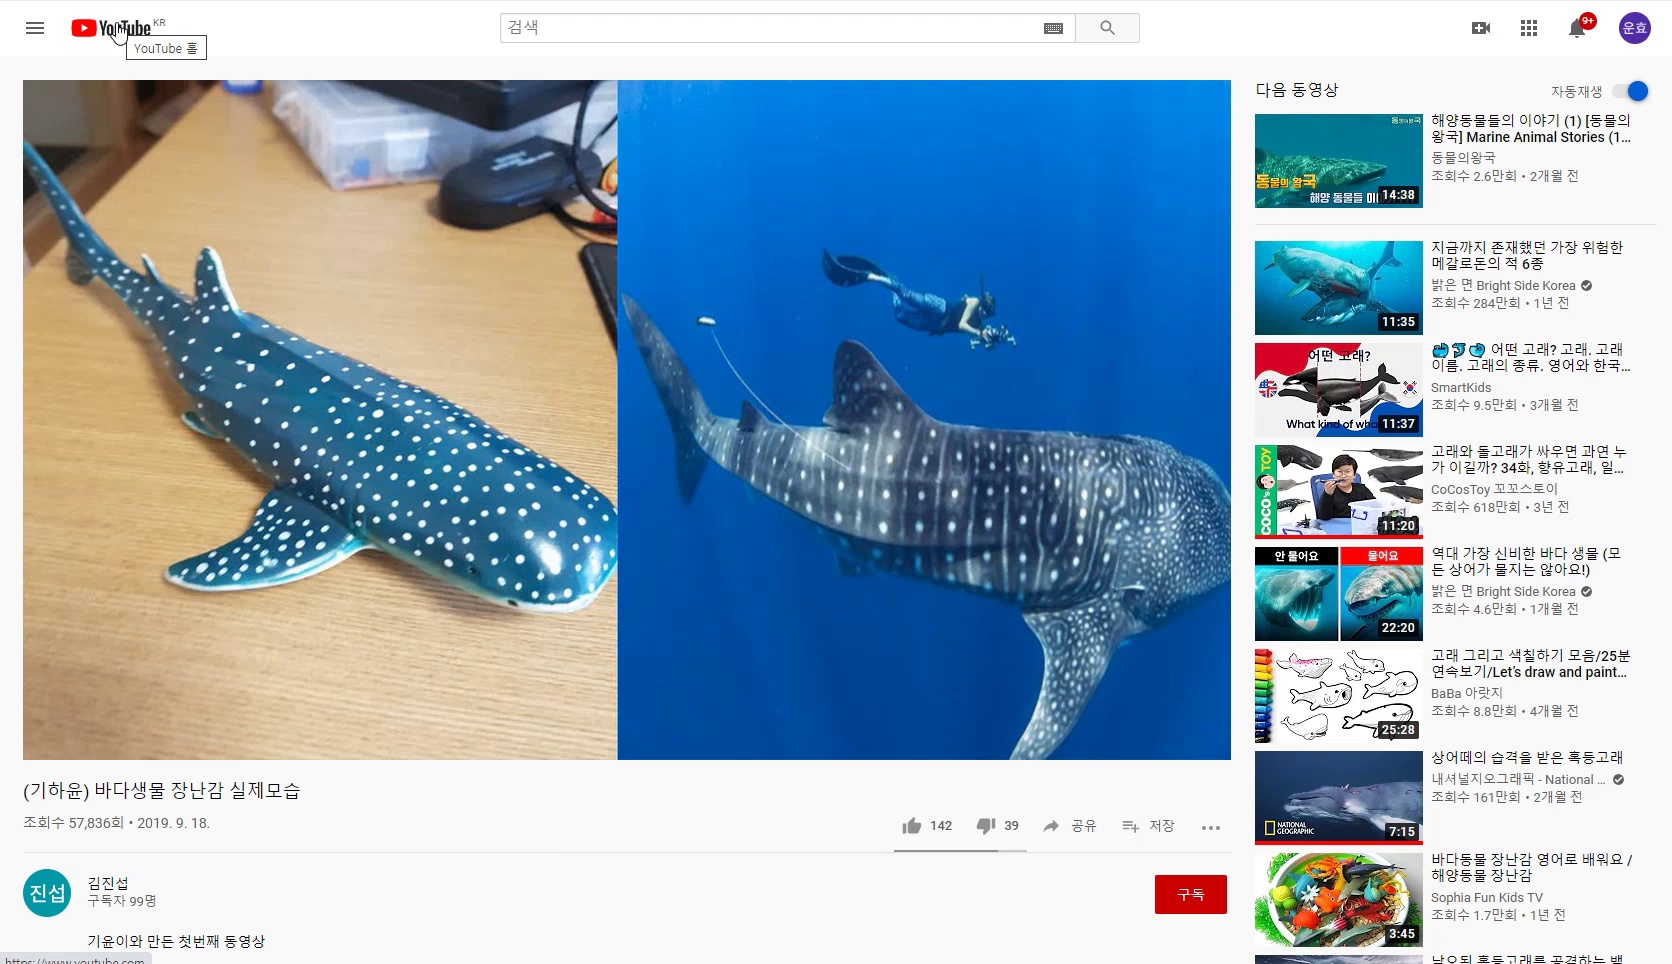 YouTube KR
YouTube 홈
검색
9+
운효
다음 동영상
자동재생
동물의왕국
동물의 왕국
14:38
해양동물들의 이야기 (1) [동물의
왕국] Marine Animal Stories (1...
동물의왕국
조회수 2.6만회 • 2개월 전
11:35
지금까지 존재했던 가장 위험한
메갈로돈의 적 6종
밝은 면 Bright Side Korea
조회수 284만회 • 1년 전
어떤 고래?
What kind of wha
11:37
어떤 고래? 고래. 고래
이름. 고래의 종류. 영어와 한국...
SmartKids
조회수 9.5만회 • 3개월 전
COCO's TOY
11:20
고래와 돌고래가 싸우면 과연 누
가 이길까? 34화, 향유고래, 일...
CoCosToy 꼬꼬스토이
조회수 618만회 • 3년 전
안 물어요
물어요
22:20
역대 가장 신비한 바다 생물 (모
든 상어가 물지는 않아요!)
밝은 면 Bright Side Korea
조회수 4.6만회 • 1개월 전
25:28
고래 그리고 색칠하기 모음/25분
연속보기/Let's draw and paint...
BaBa 아랏지
조회수 8.8만회 • 4개월 전
NATIONAL
GEOGRAPHIC
7:15
상어떼의 습격을 받은 혹등고래
내셔널지오그래픽 - National ...
조회수 161만회 • 2개월 전
3:45
바다동물 장난감 영어로 배워요 /
해양동물 장난감
Sophia Fun Kids TV
조회수 1.7만회 • 1년 전
(기하윤) 바다생물 장난감 실제모습
조회수 57,836회 • 2019. 9. 18.
142
39
공유
저장
진섭
김진섭
구독자 99명
구독
기윤이와 만든 첫번째 동영상
https://www.youtube.com